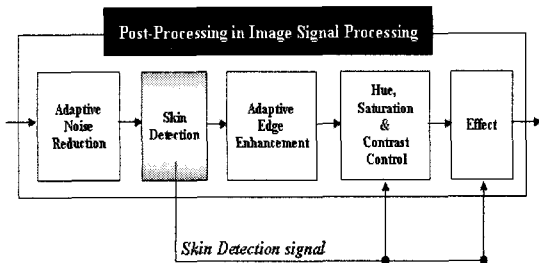 Post-Processing in Image Signal Processing
Adaptive
Noise
Reduction
Skin
Detection
Adaptive
Edge
Enhancement
Hue,
Saturation
&
Contrast
Control
Effect
Skin Detection signal